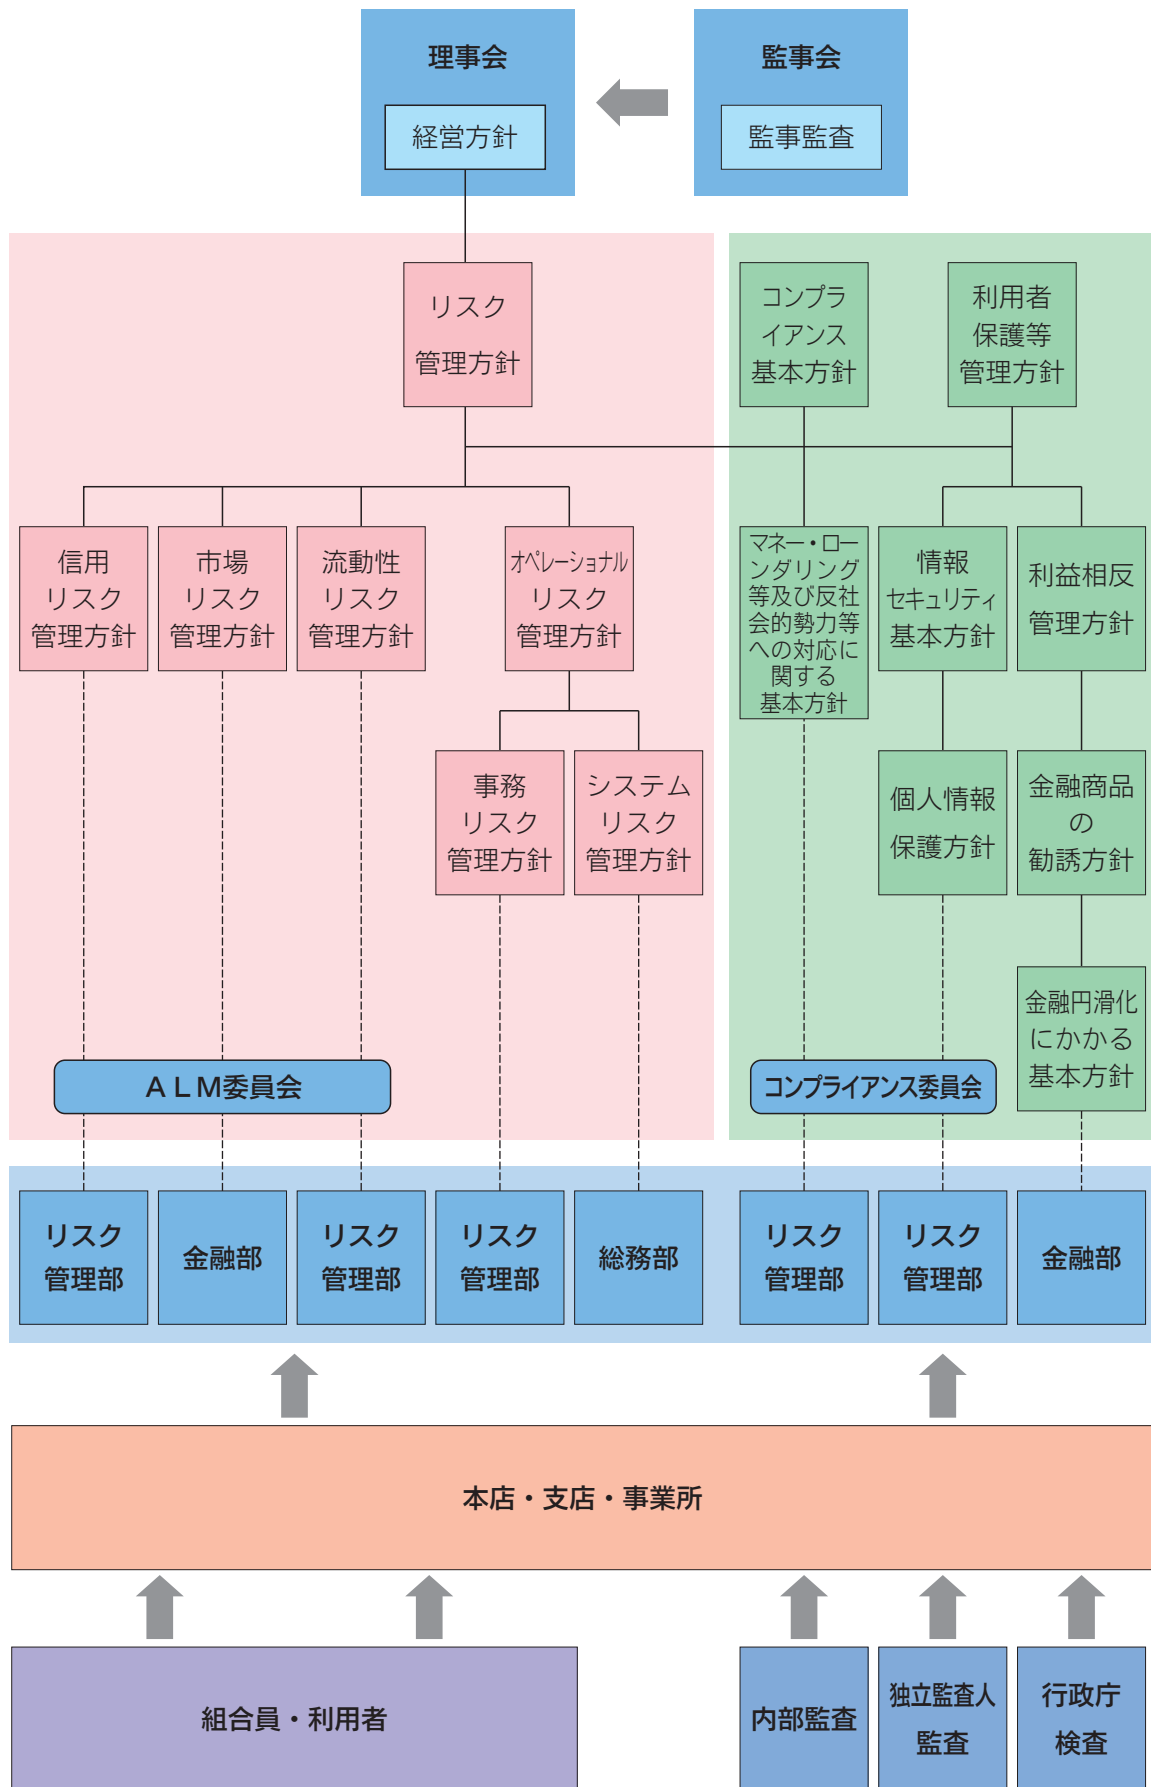 理事会
経営方針
監事会
監事監査
リスク
管理方針
コンプラ
イアンス
基本方針
利用者
保護等
管理方針
信用
リスク
管理方針
市場
リスク
管理方針
流動性
リスク
管理方針
オペレーショナル
リスク
管理方針
マネー・ロー
ンダリング
等及び反社
会的勢力等
への対応に
関する
基本方針
情報
セキュリティ
基本方針
利益相反
管理方針
事務
リスク
管理方針
システム
リスク
管理方針
個人情報
保護方針
金融商品
の
勧誘方針
金融円滑化
にかかる
基本方針
ＡＬＭ委員会
コンプライアンス委員会
リスク
管理部
金融部
リスク
管理部
リスク
管理部
総務部
リスク
管理部
リスク
管理部
金融部
本店・支店・事業所
組合員・利用者
内部監査
独立監査人
監査
行政庁
検査